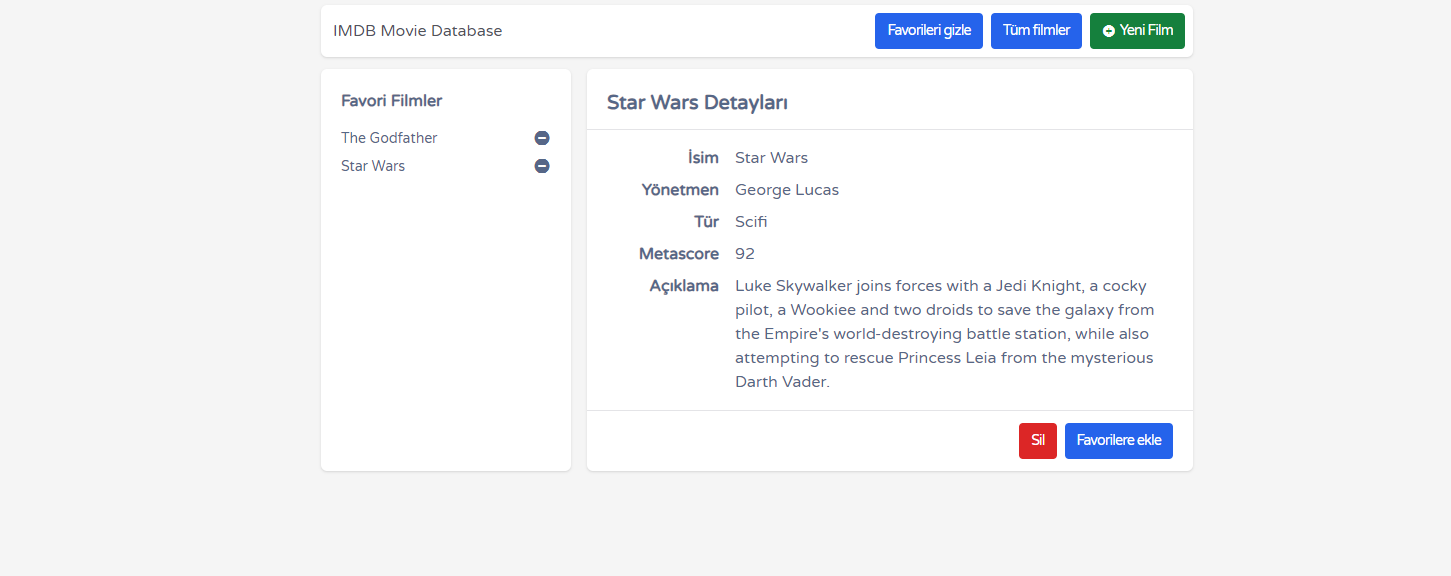 IMDB Movie Database
Favorileri gizle
Tüm filmler
Yeni Film
Favori Filmler
The Godfather
Star Wars
Star Wars Detayları
İsim Star Wars
Yönetmen George Lucas
Tür Scifi
Metascore 92
Açıklama Luke Skywalker joins forces with a Jedi Knight, a cocky
pilot, a Wookiee and two droids to save the galaxy from
the Empire's world-destroying battle station, while also
attempting to rescue Princess Leia from the mysterious
Darth Vader.
Sil
Favorilere ekle